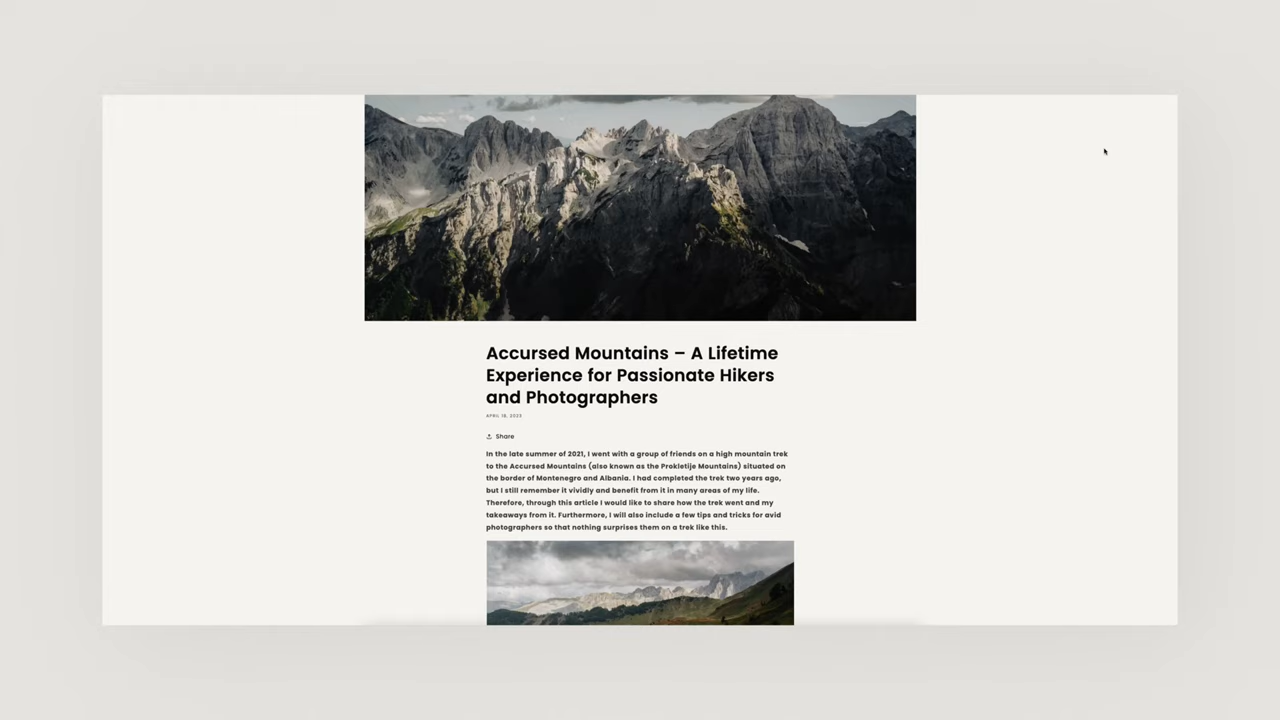 Accursed Mountains – A Lifetime
Experience for Passionate Hikers
and Photographers
APRIL 18, 2023
Share
In the late summer of 2021, I went with a group of friends on a high mountain trek
to the Accursed Mountains (also known as the Prokletije Mountains) situated on
the border of Montenegro and Albania. I had completed the trek two years ago,
but I still remember it vividly and benefit from it in many areas of my life.
Therefore, through this article I would like to share how the trek went and my
takeaways from it. Furthermore, I will also include a few tips and tricks for avid
photographers so that nothing surprises them on a trek like this.